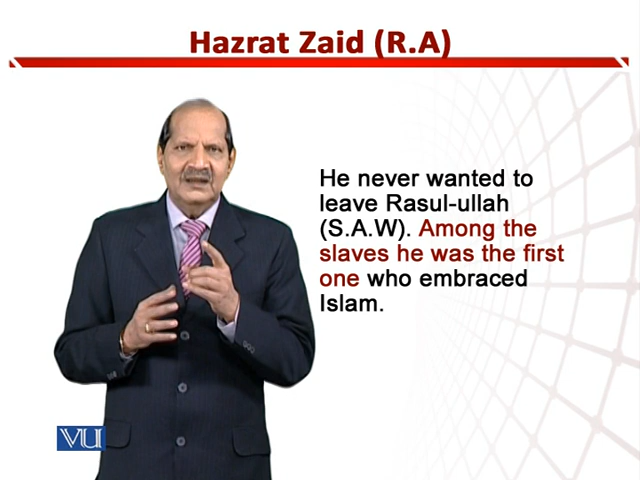 Hazrat Zaid (R.A)
He never wanted to
leave Rasul-ullah
(S.A.W). Among the
slaves he was the first
one who embraced
Islam.
VU